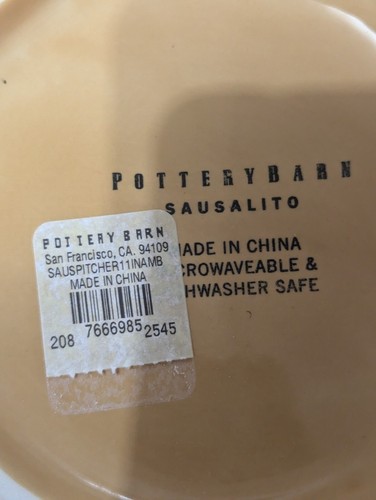 POTTERYBARN
SAUSALITO
MADE IN CHINA
CROWAVEABLE &
HWASHER SAFE
POTTERY BARN
San Francisco, CA. 94109
SAUSPITCHER11INAMB
MADE IN CHINA
208 7666985 2545